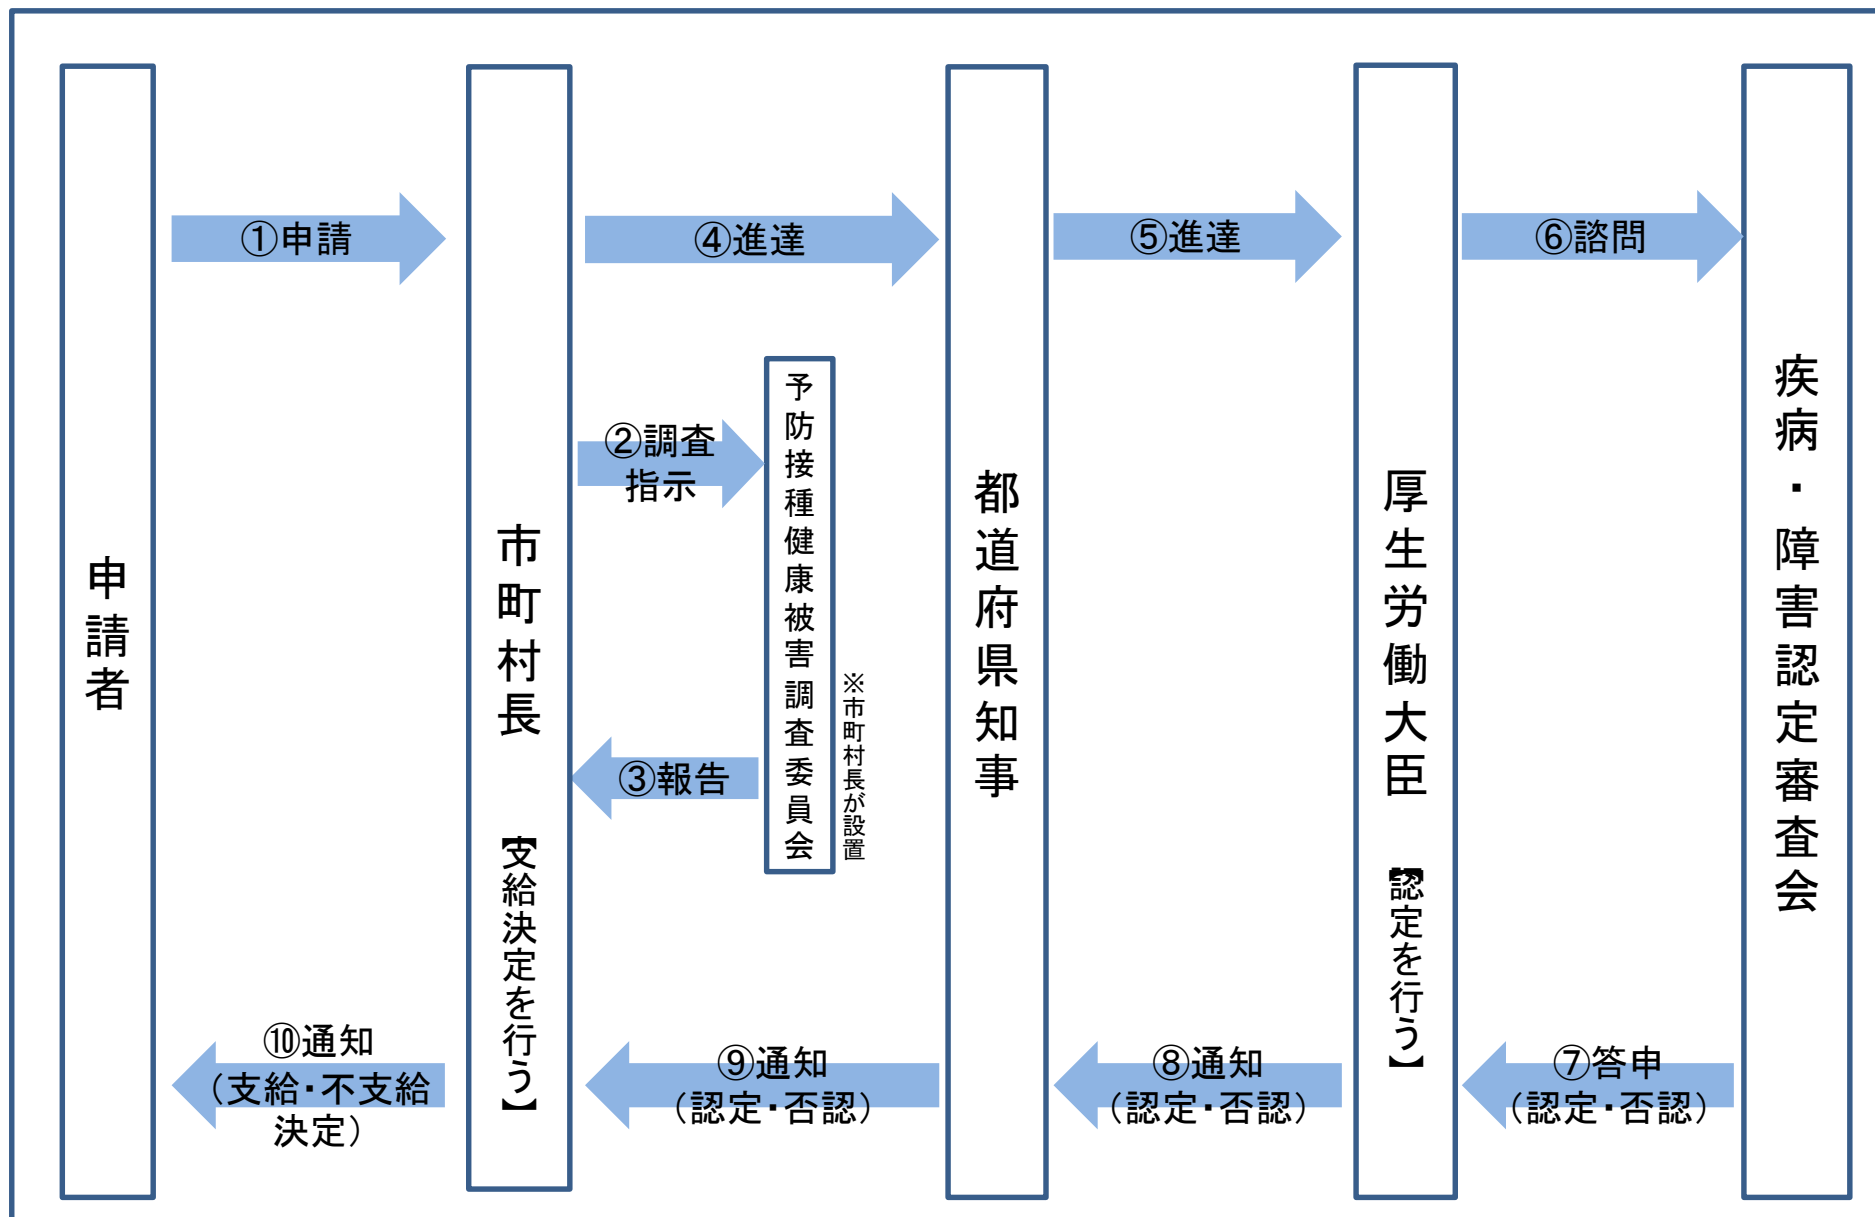 申請者
①申請
市町村長 【支給決定を行う】
④進達
②調査
指示
予防接種健康被害調査委員会
※市町村長が設置
③報告
都道府県知事
⑤進達
厚生労働大臣 【認定を行う】
⑥諮問
疾病・障害認定審査会
⑦答申
（認定・否認）
⑧通知
（認定・否認）
⑨通知
（認定・否認）
⑩通知
（支給・不支給
決定）